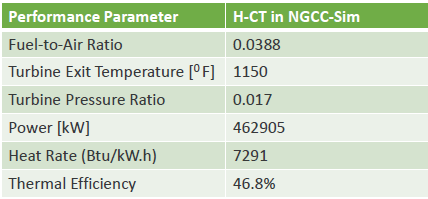 Performance Parameter H-CT in NGCC-Sim
Fuel-to-Air Ratio 0.0388
Turbine Exit Temperature [⁰ F] 1150
Turbine Pressure Ratio 0.017
Power [kW] 462905
Heat Rate (Btu/kW.h) 7291
Thermal Efficiency 46.8%